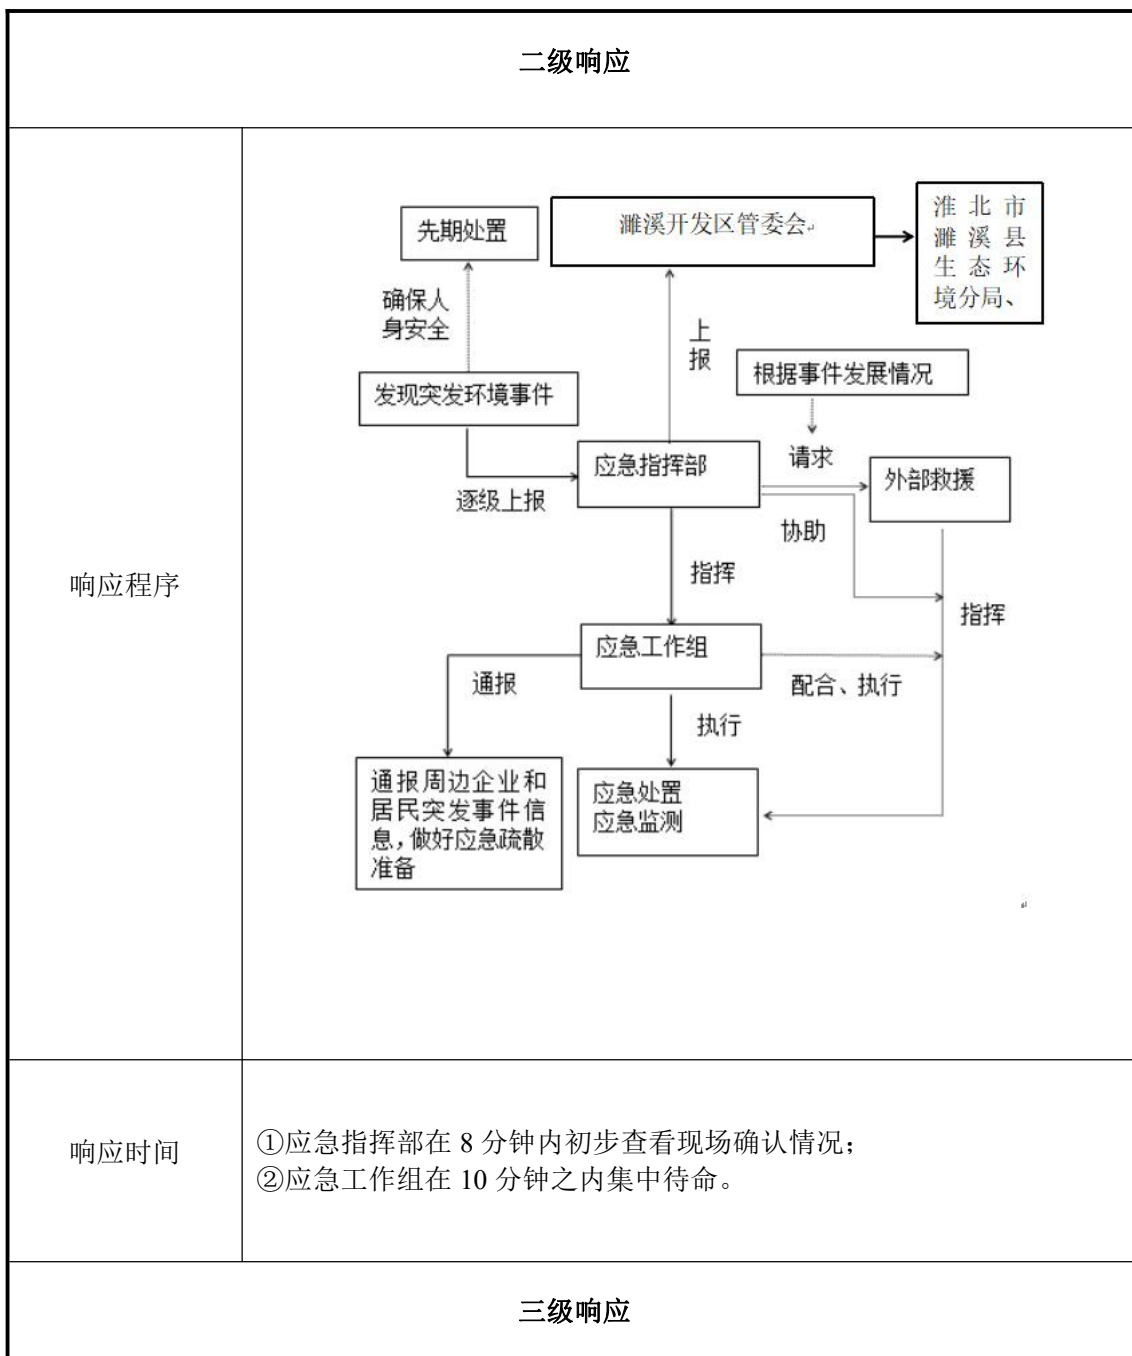 二级响应
响应程序
先期处置
濉溪开发区管委会
淮北市
濉溪县
生态环
境分局、
确保人
身安全
上
报
根据事件发展情况
发现突发环境事件
应急指挥部
请求
外部救援
逐级上报
协助
指挥
指挥
应急工作组
通报
配合、执行
执行
通报周边企业和
居民突发事件信
息，做好应急疏散
准备
应急处置
应急监测
响应时间
①应急指挥部在 8 分钟内初步查看现场确认情况；
②应急工作组在 10 分钟之内集中待命。
三级响应